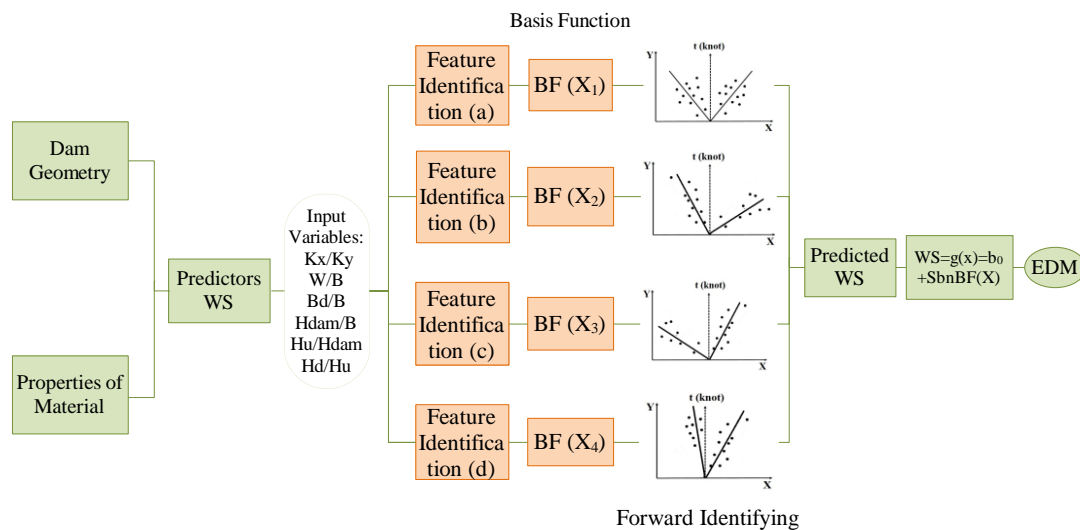 Basis Function
Dam
Geometry
Properties of
Material
Predictors
WS
Input
Variables:
Kx/Ky
W/B
Bd/B
Hdam/B
Hu/Hdam
Hd/Hu
Feature
Identifica
tion (a)
BF (X₁)
Y
t (knot)
X
Feature
Identifica
tion (b)
BF (X₂)
Y
t (knot)
X
Feature
Identifica
tion (c)
BF (X₃)
Y
t (knot)
X
Feature
Identifica
tion (d)
BF (X₄)
Y
t (knot)
X
Predicted
WS
WS=g(x)=b₀
+SbnBF(X)
EDM
Forward Identifying